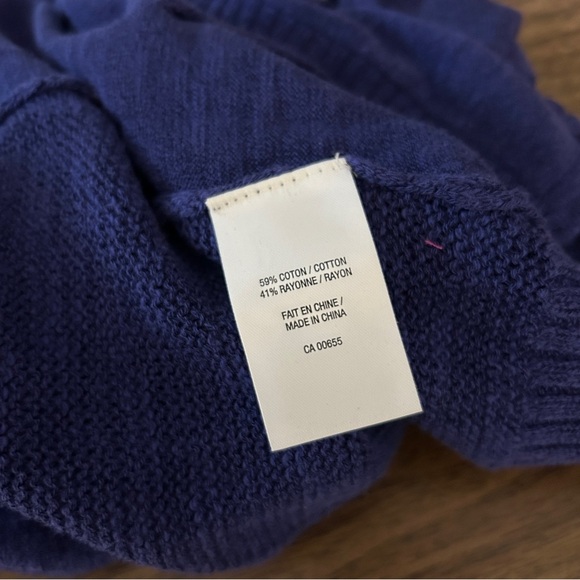 59% COTON / COTTON
41% RAYONNE / RAYON
FAIT EN CHINE /
MADE IN CHINA
CA 00655